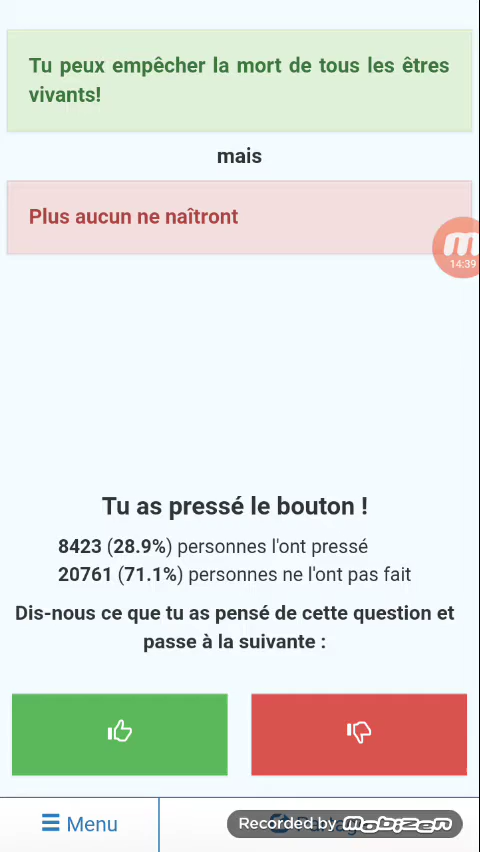 Tu peux empêcher la mort de tous les êtres
vivants!
mais
Plus aucun ne naîtront
14:39
Tu as pressé le bouton !
8423 (28.9%) personnes l'ont pressé
20761 (71.1%) personnes ne l'ont pas fait
Dis-nous ce que tu as pensé de cette question et
passe à la suivante :
Menu
Recorded by mobizen